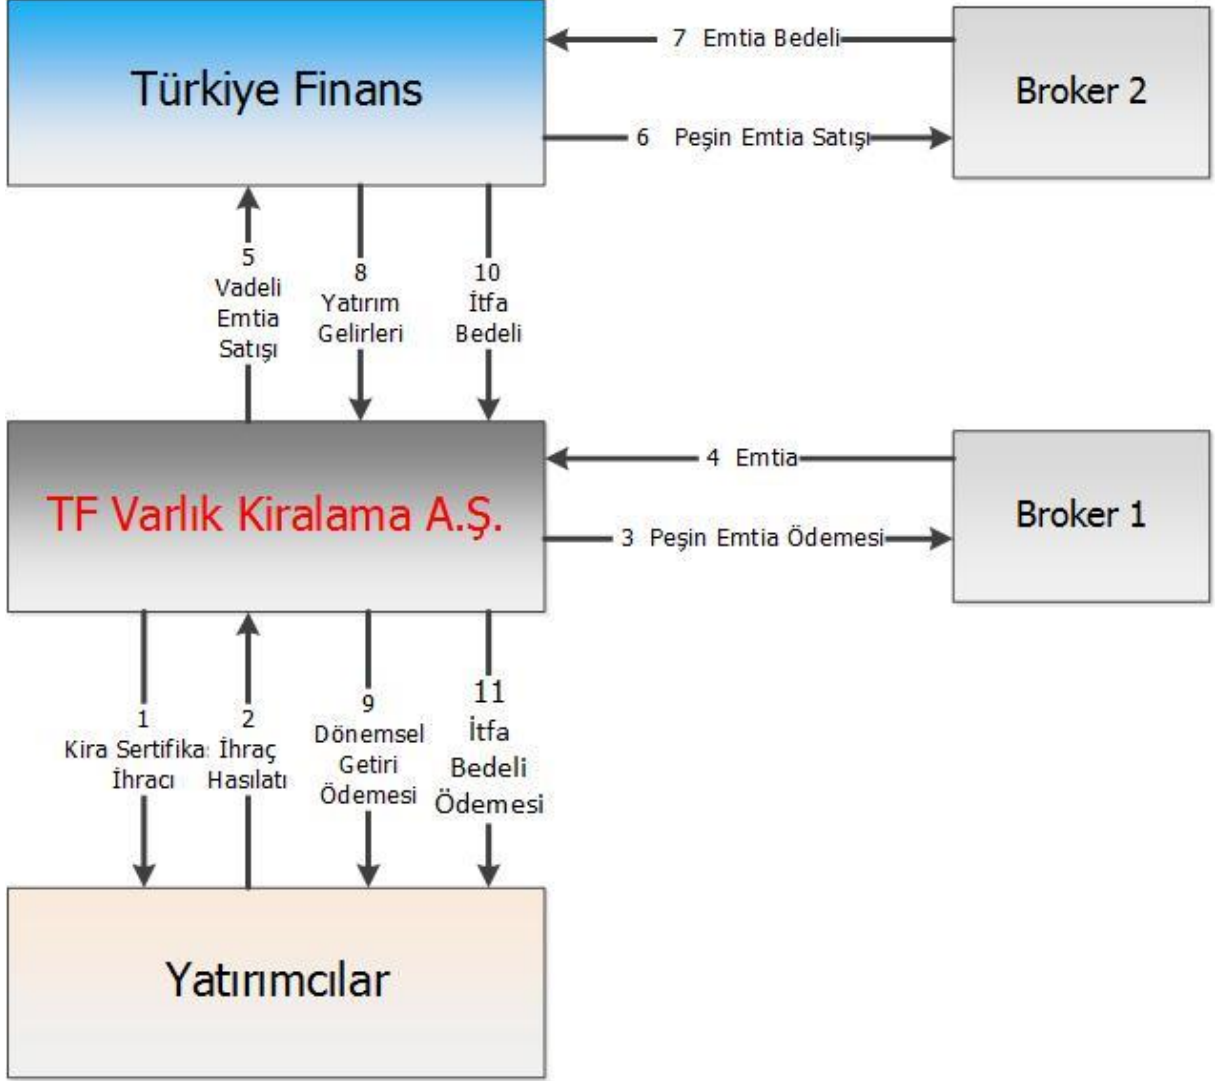 Türkiye Finans
7 Emtia Bedeli
6 Peşin Emtia Satışı
Broker 2
5
Vadeli
Emtia
Satışı
8
Yatırım
Gelirleri
10
İtfa
Bedeli
TF Varlık Kiralama A.Ş.
4 Emtia
3 Peşin Emtia Ödemesi
Broker 1
1
Kira Sertifika
İhracı
2
İhraç
Hasılatı
9
Dönemsel
Getiri
Ödemesi
11
İtfa
Bedeli
Ödemesi
Yatırımcılar